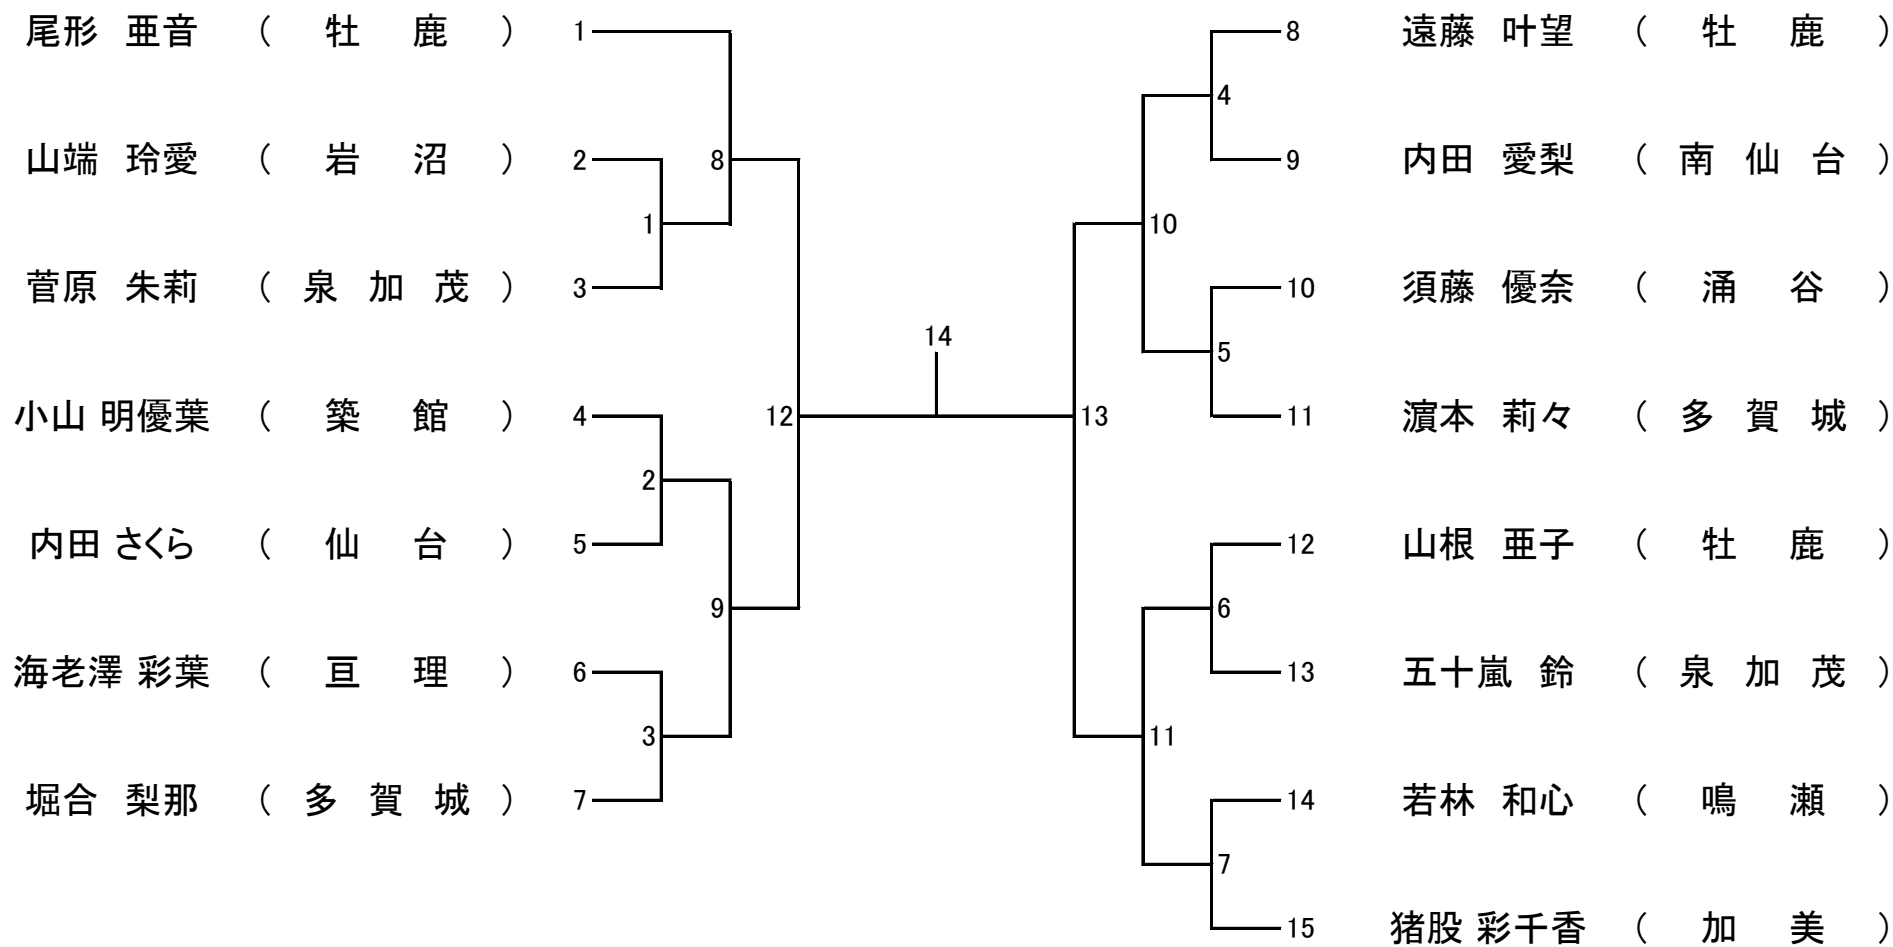 尾形 亜音 ( 牡 鹿 ) 1
8 遠藤 叶望 ( 牡 鹿 )
4
山端 玲愛 ( 岩 沼 ) 2
8
9 内田 愛梨 ( 南 仙 台 )
1
10
菅原 朱莉 ( 泉 加 茂 ) 3
10 須藤 優奈 ( 涌 谷 )
14
5
小山 明優葉 ( 築 館 ) 4
12
13
11 濵本 莉々 ( 多 賀 城 )
2
内田 さくら ( 仙 台 ) 5
12 山根 亜子 ( 牡 鹿 )
9
6
海老澤 彩葉 ( 亘 理 ) 6
13 五十嵐 鈴 ( 泉 加 茂 )
3
11
堀合 梨那 ( 多 賀 城 ) 7
14 若林 和心 ( 鳴 瀬 )
7
15 猪股 彩千香 ( 加 美 )